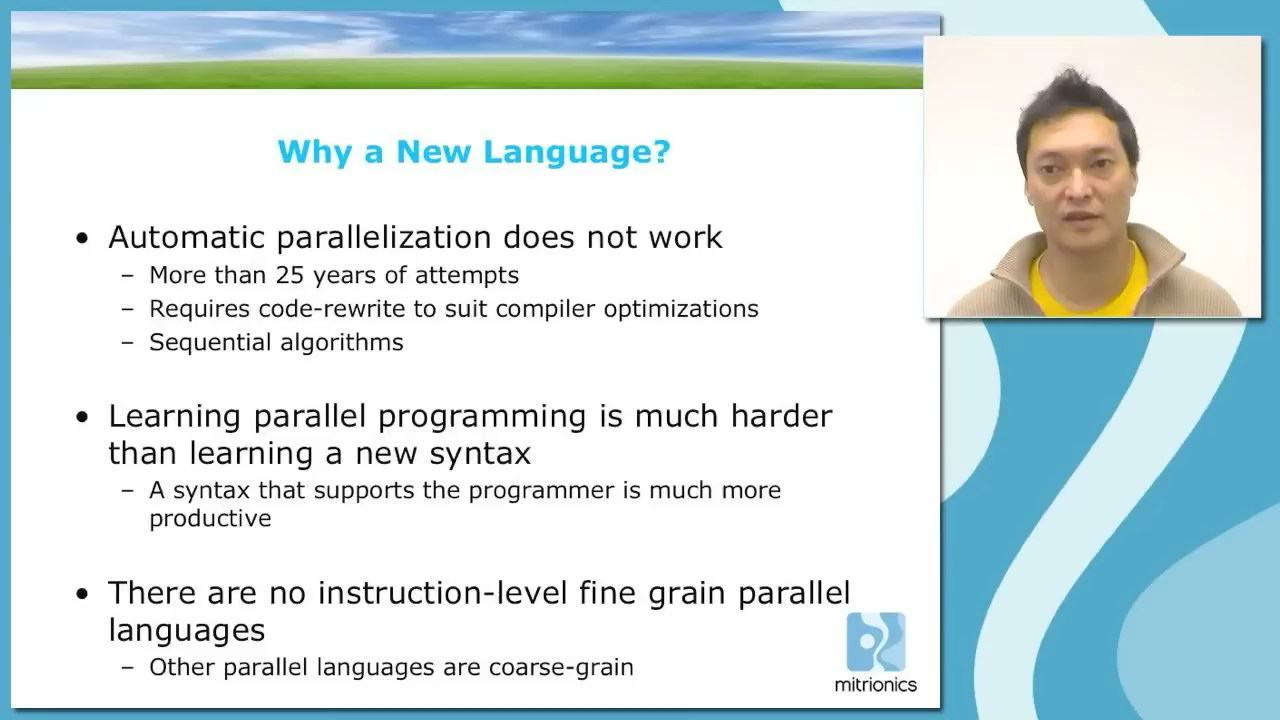 Why a New Language?
• Automatic parallelization does not work
– More than 25 years of attempts
– Requires code-rewrite to suit compiler optimizations
– Sequential algorithms
• Learning parallel programming is much harder
than learning a new syntax
– A syntax that supports the programmer is much more
productive
• There are no instruction-level fine grain parallel
languages
– Other parallel languages are coarse-grain
mitrionics